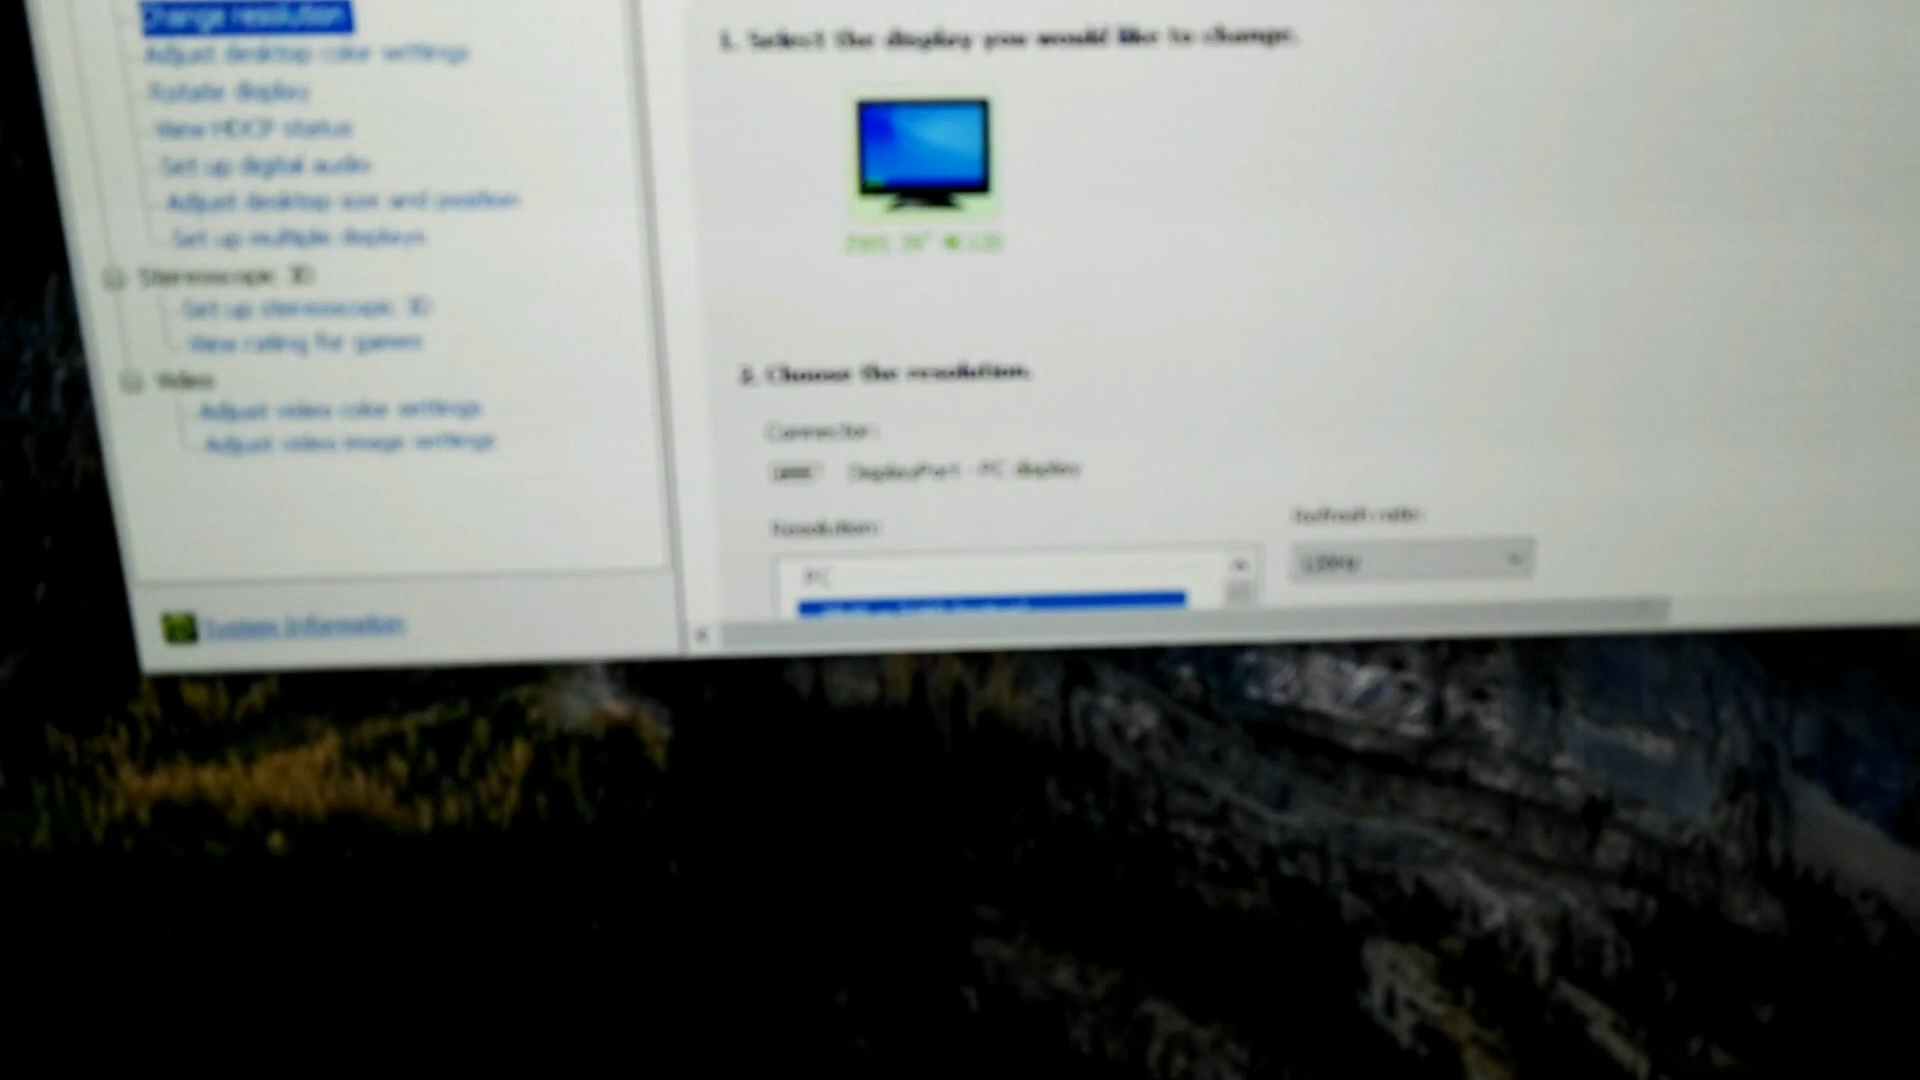 Change resolution
Adjust desktop color settings
Rotate display
View HDCP status
Set up digital audio
Adjust desktop size and position
Set up multiple displays
Stereoscopic 3D
Set up stereoscopic 3D
View rating for games
Video
Adjust video color settings
Adjust video image settings
System Information
1. Select the display you would like to change.
2. Choose the resolution.
Connector:
DisplayPort - PC display
Resolution:
Refresh rate:
PC